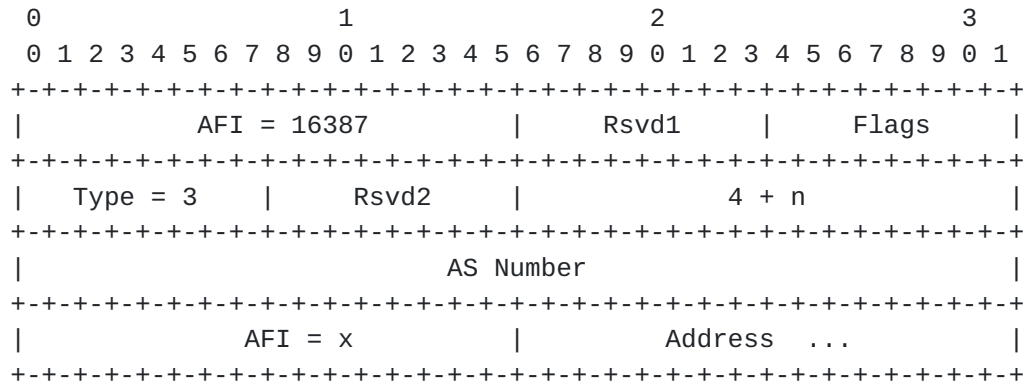 0                   1                   2                   3
 0 1 2 3 4 5 6 7 8 9 0 1 2 3 4 5 6 7 8 9 0 1 2 3 4 5 6 7 8 9 0 1
+-+-+-+-+-+-+-+-+-+-+-+-+-+-+-+-+-+-+-+-+-+-+-+-+-+-+-+-+-+-+-+-+
|           AFI = 16387         |     Rsvd1     |     Flags     |
+-+-+-+-+-+-+-+-+-+-+-+-+-+-+-+-+-+-+-+-+-+-+-+-+-+-+-+-+-+-+-+-+
|   Type = 3    |     Rsvd2     |             4 + n             |
+-+-+-+-+-+-+-+-+-+-+-+-+-+-+-+-+-+-+-+-+-+-+-+-+-+-+-+-+-+-+-+-+
|                           AS Number                           |
+-+-+-+-+-+-+-+-+-+-+-+-+-+-+-+-+-+-+-+-+-+-+-+-+-+-+-+-+-+-+-+-+
|              AFI = x          |         Address  ...          |
+-+-+-+-+-+-+-+-+-+-+-+-+-+-+-+-+-+-+-+-+-+-+-+-+-+-+-+-+-+-+-+-+